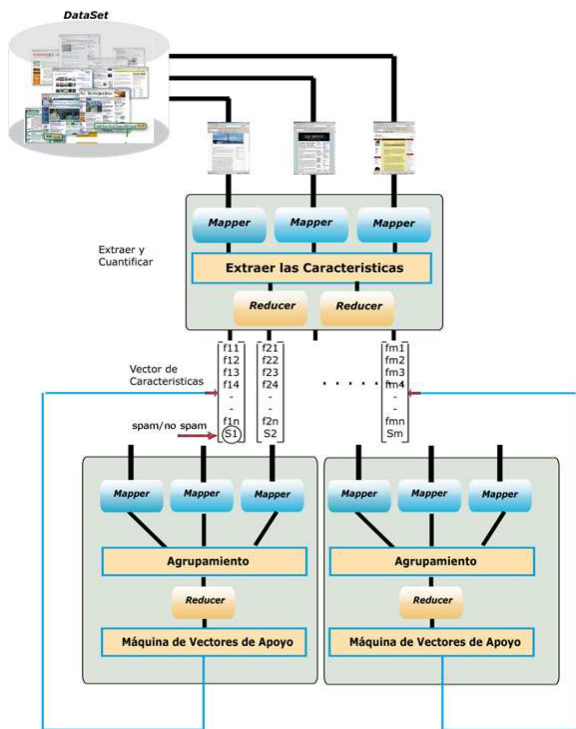 DataSet
Mapper Mapper Mapper
Extraer y
Cuantificar
Extraer las Caracteristicas
Reducer Reducer
Vector de
Caracteristicas
f11 f21 fm1
f12 f22 fm2
f13 f23 fm3
f14 f24 . . . . . . . fm4
- - -
- - -
f1n f2n fmn
spam/no spam
S1 S2 Sm
Mapper Mapper Mapper Mapper Mapper Mapper
Agrupamiento Agrupamiento
Reducer Reducer
Máquina de Vectores de Apoyo Máquina de Vectores de Apoyo